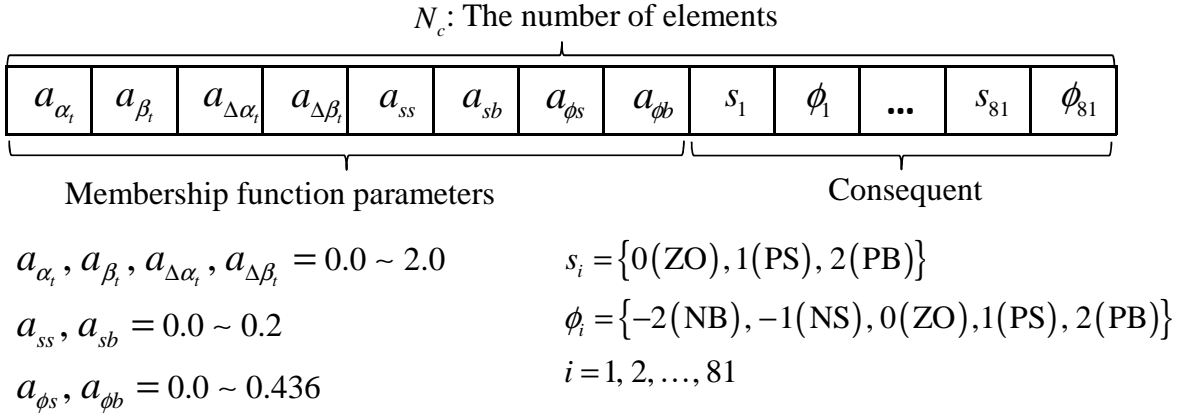 N_c: The number of elements
a_{α_t} a_{β_t} a_{Δα_t} a_{Δβ_t} a_{ss} a_{sb} a_{ϕs} a_{ϕb} s_1 ϕ_1 ... s_{81} ϕ_{81}
Membership function parameters Consequent
a_{α_t}, a_{β_t}, a_{Δα_t}, a_{Δβ_t} = 0.0 ~ 2.0
a_{ss}, a_{sb} = 0.0 ~ 0.2
a_{ϕs}, a_{ϕb} = 0.0 ~ 0.436
s_i = {0(ZO), 1(PS), 2(PB)}
ϕ_i = {−2(NB), −1(NS), 0(ZO), 1(PS), 2(PB)}
i = 1, 2, ..., 81